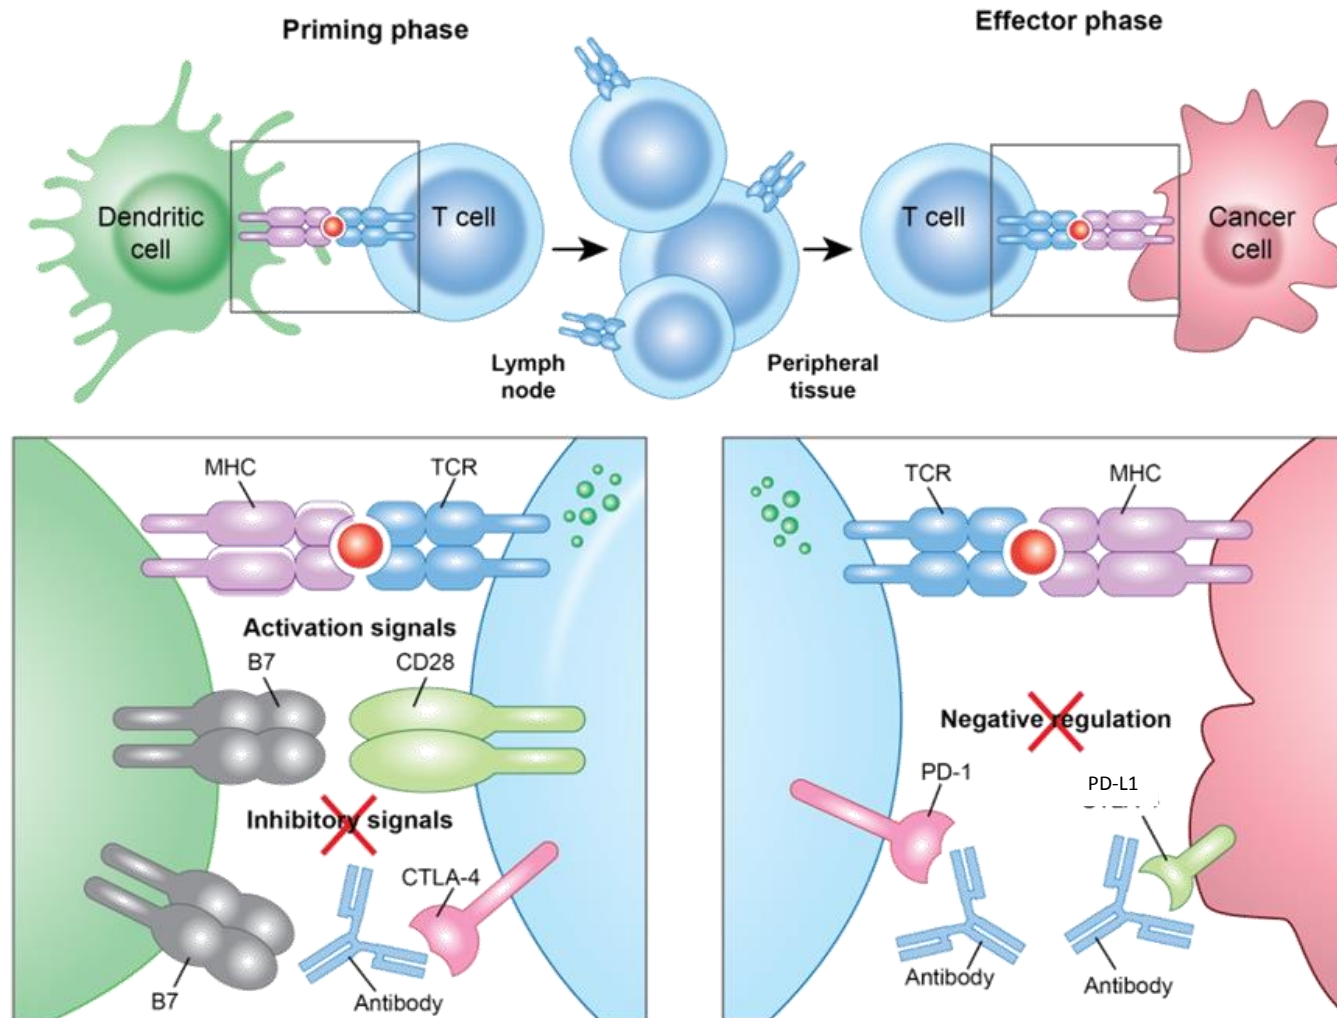 Priming phase
Effector phase
Dendritic
cell
T cell
T cell
Cancer
cell
Lymph
node
Peripheral
tissue
MHC
TCR
Activation signals
B7
CD28
Inhibitory signals
CTLA-4
B7
Antibody
TCR
MHC
Negative regulation
PD-1
PD-L1
Antibody
Antibody